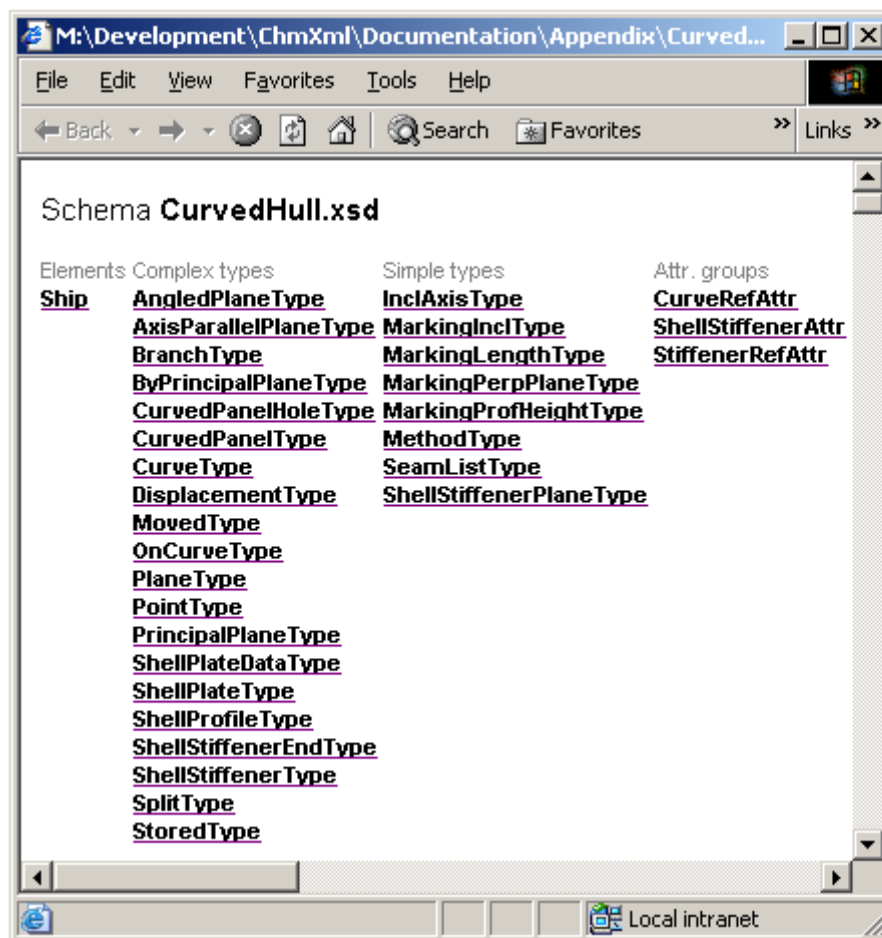 M:\Development\ChmXml\Documentation\Appendix\Curved...
File Edit View Favorites Tools Help
Back Search Favorites » Links »
Schema CurvedHull.xsd
Elements Complex types Simple types Attr. groups
Ship AngledPlaneType InclAxisType CurveRefAttr
AxisParallelPlaneType MarkingInclType ShellStiffenerAttr
BranchType MarkingLengthType StiffenerRefAttr
ByPrincipalPlaneType MarkingPerpPlaneType
CurvedPanelHoleType MarkingProfHeightType
CurvedPanelType MethodType
CurveType SeamListType
DisplacementType ShellStiffenerPlaneType
MovedType
OnCurveType
PlaneType
PointType
PrincipalPlaneType
ShellPlateDataType
ShellPlateType
ShellProfileType
ShellStiffenerEndType
ShellStiffenerType
SplitType
StoredType
Local intranet